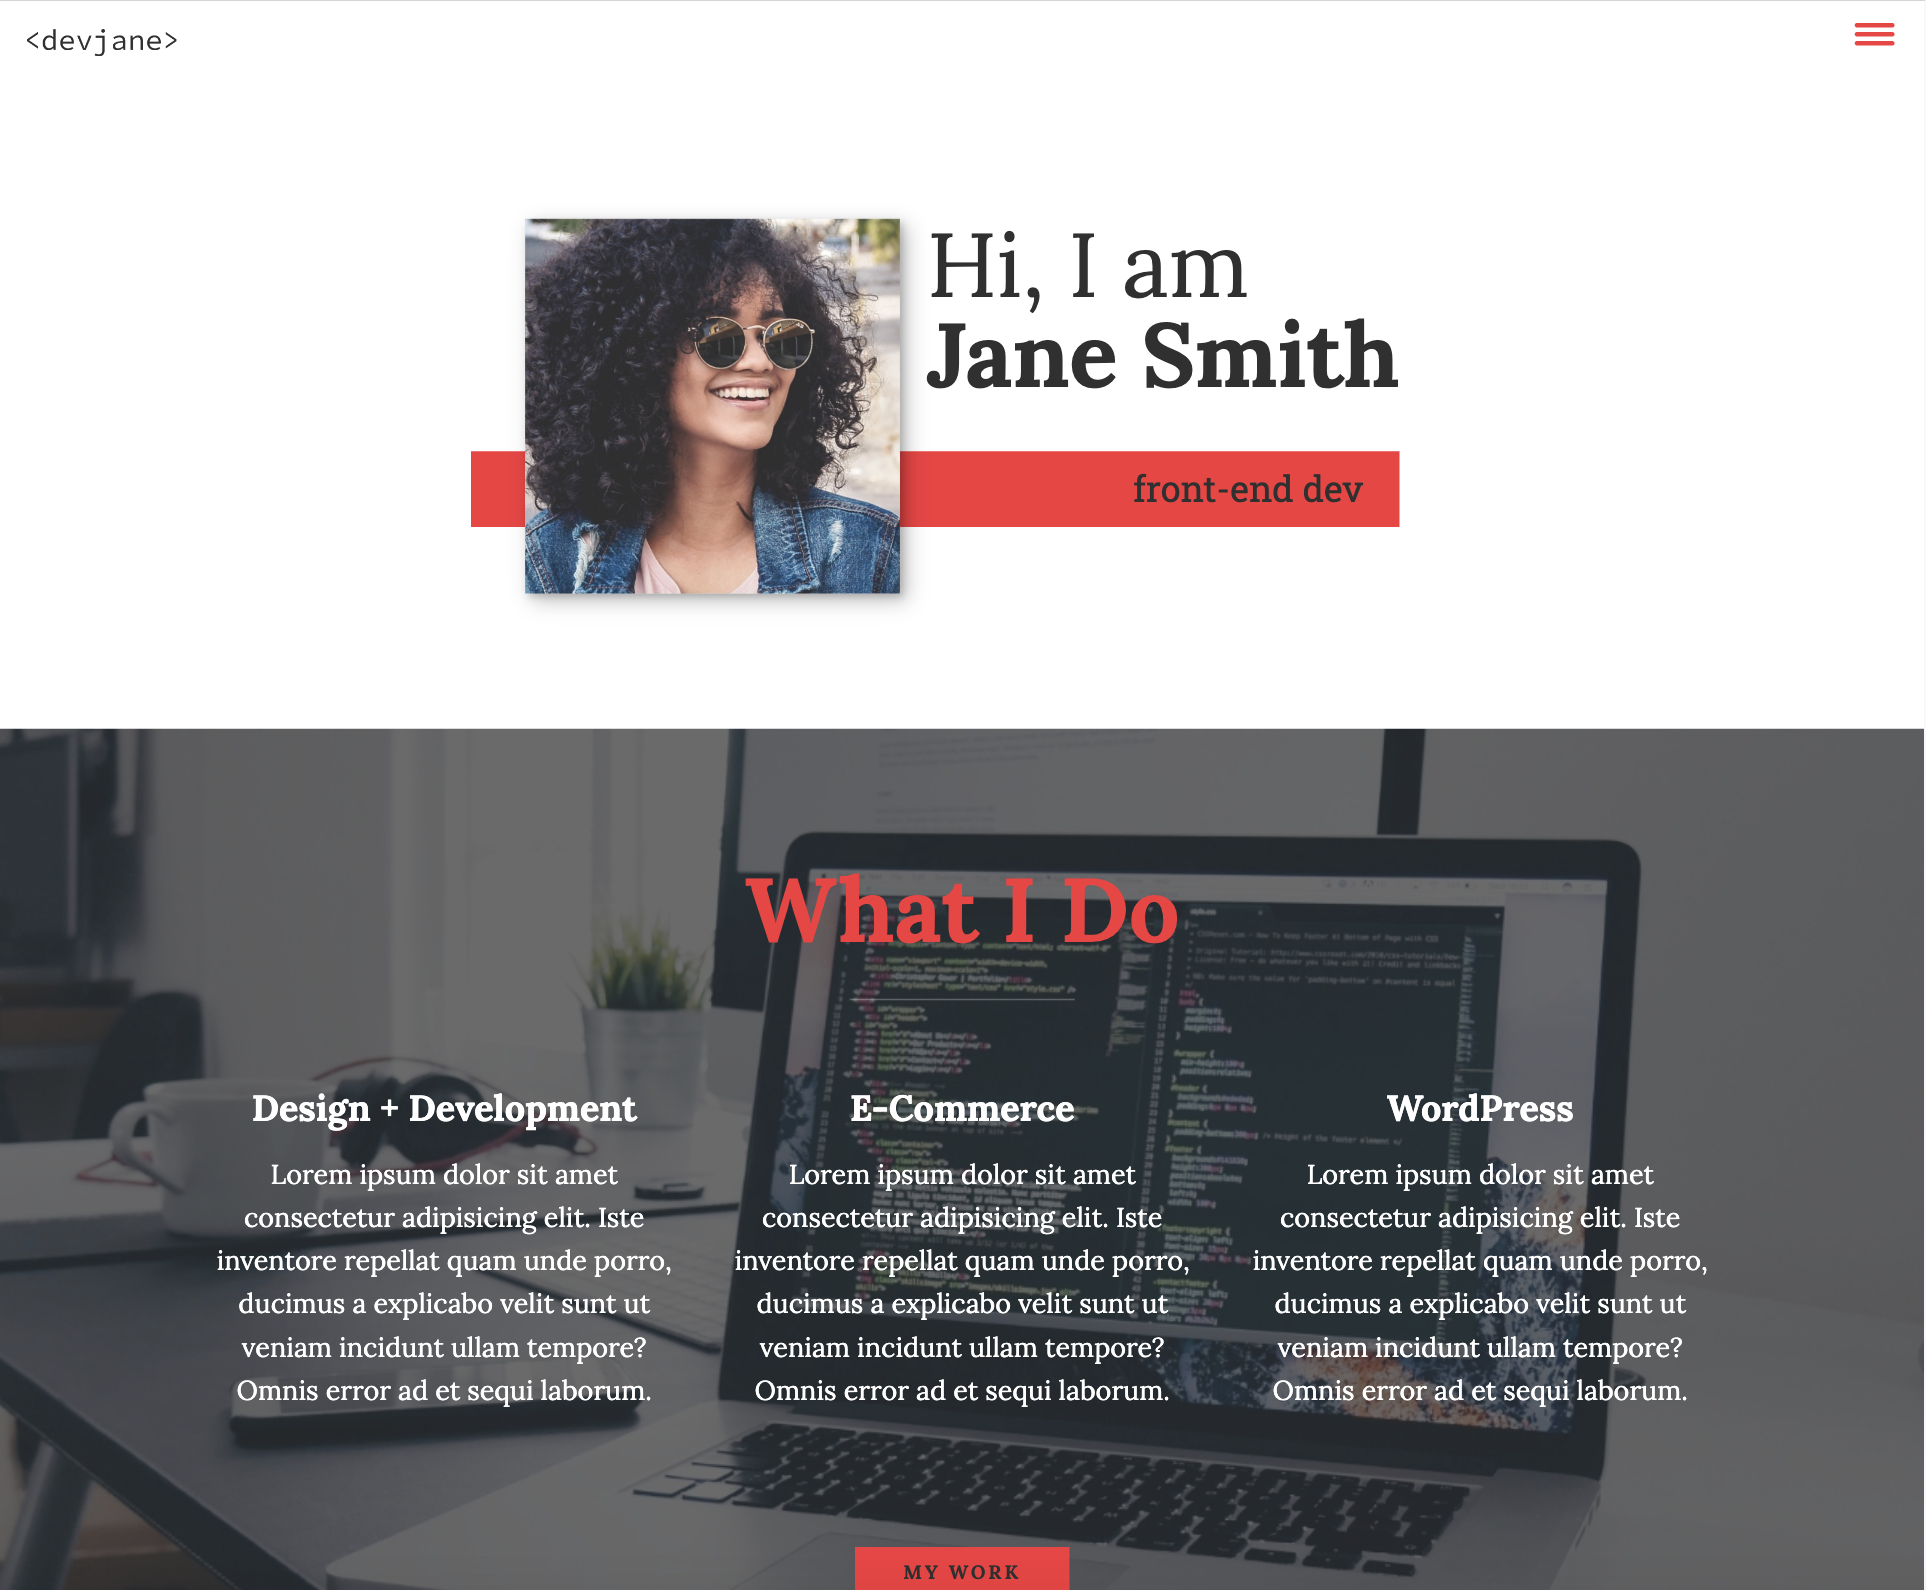 <devjane>
Hi, I am
Jane Smith
front-end dev
What I Do
Design + Development
Lorem ipsum dolor sit amet
consectetur adipisicing elit. Iste
inventore repellat quam unde porro,
ducimus a explicabo velit sunt ut
veniam incidunt ullam tempore?
Omnis error ad et sequi laborum.
E-Commerce
Lorem ipsum dolor sit amet
consectetur adipisicing elit. Iste
inventore repellat quam unde porro,
ducimus a explicabo velit sunt ut
veniam incidunt ullam tempore?
Omnis error ad et sequi laborum.
WordPress
Lorem ipsum dolor sit amet
consectetur adipisicing elit. Iste
inventore repellat quam unde porro,
ducimus a explicabo velit sunt ut
veniam incidunt ullam tempore?
Omnis error ad et sequi laborum.
MY WORK